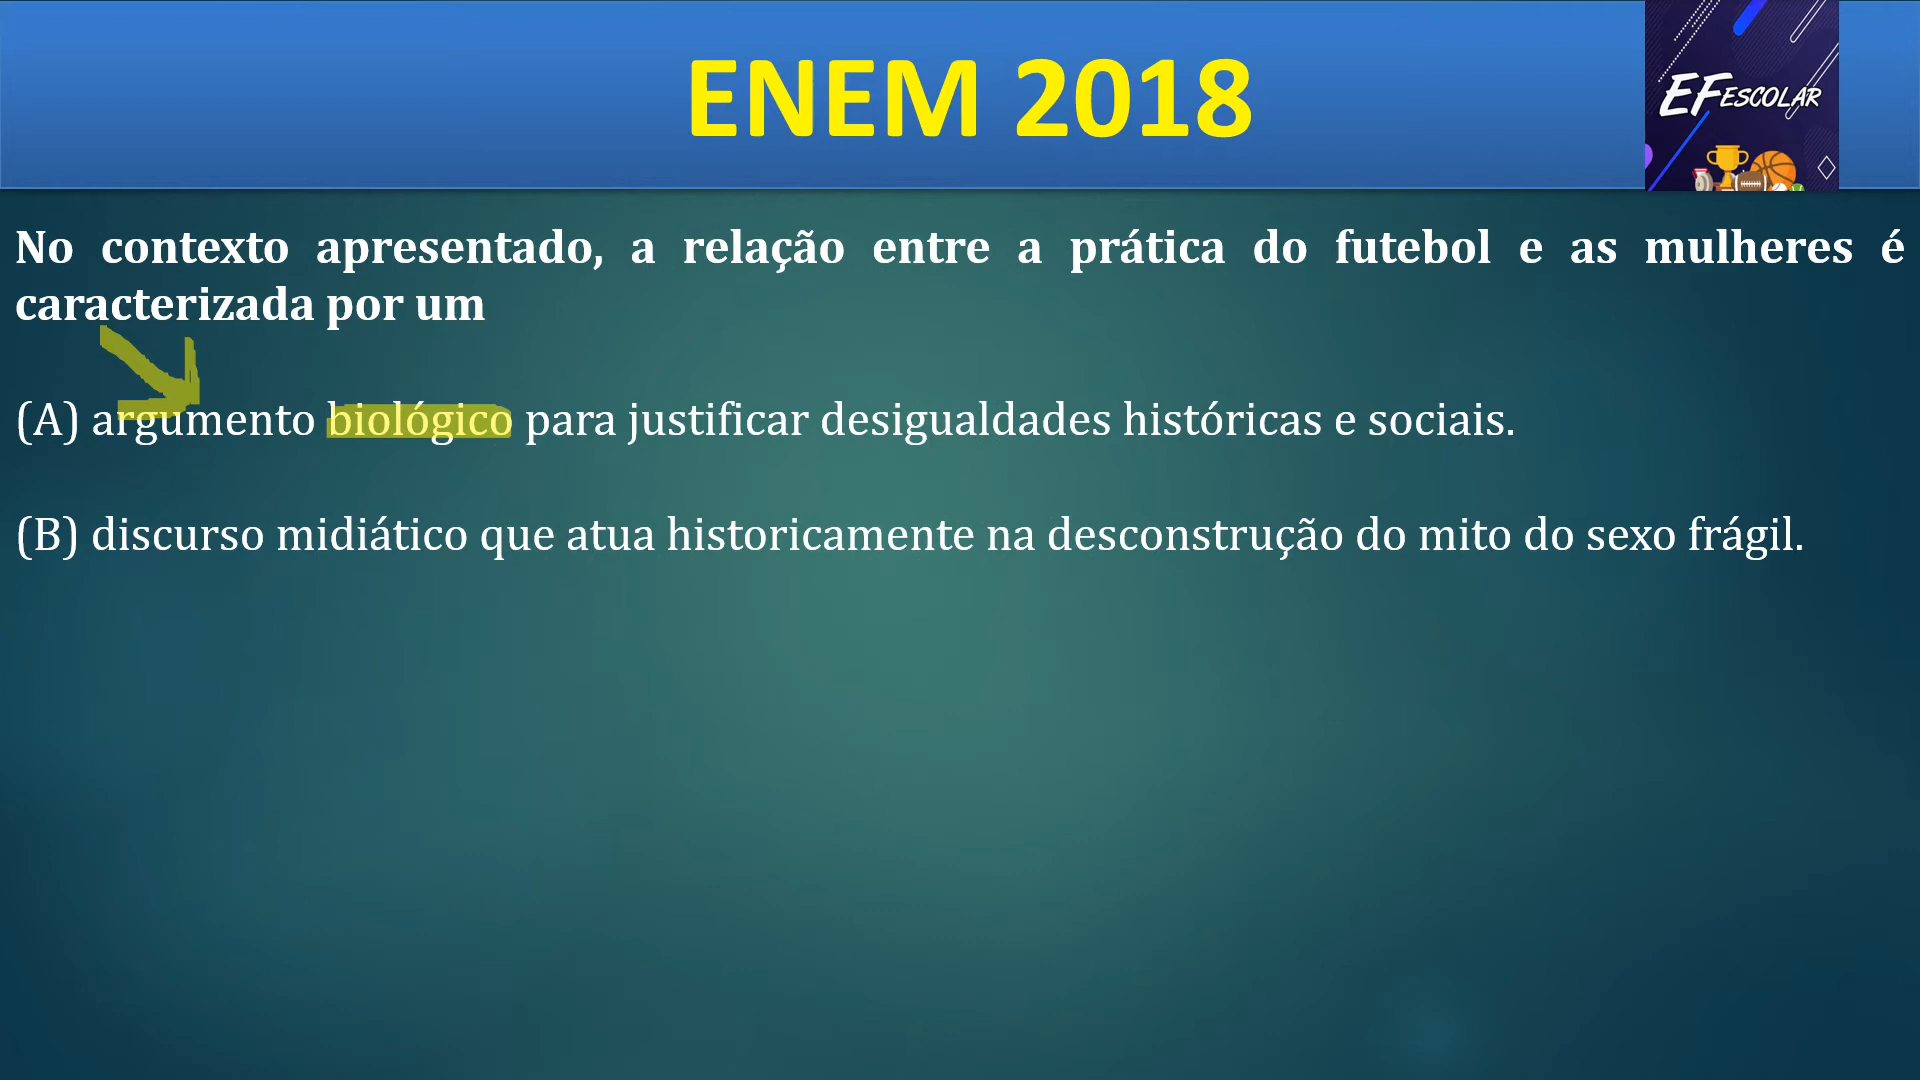 ENEM 2018
EF ESCOLAR
No contexto apresentado, a relação entre a prática do futebol e as mulheres é
caracterizada por um
(A) argumento biológico para justificar desigualdades históricas e sociais.
(B) discurso midiático que atua historicamente na desconstrução do mito do sexo frágil.